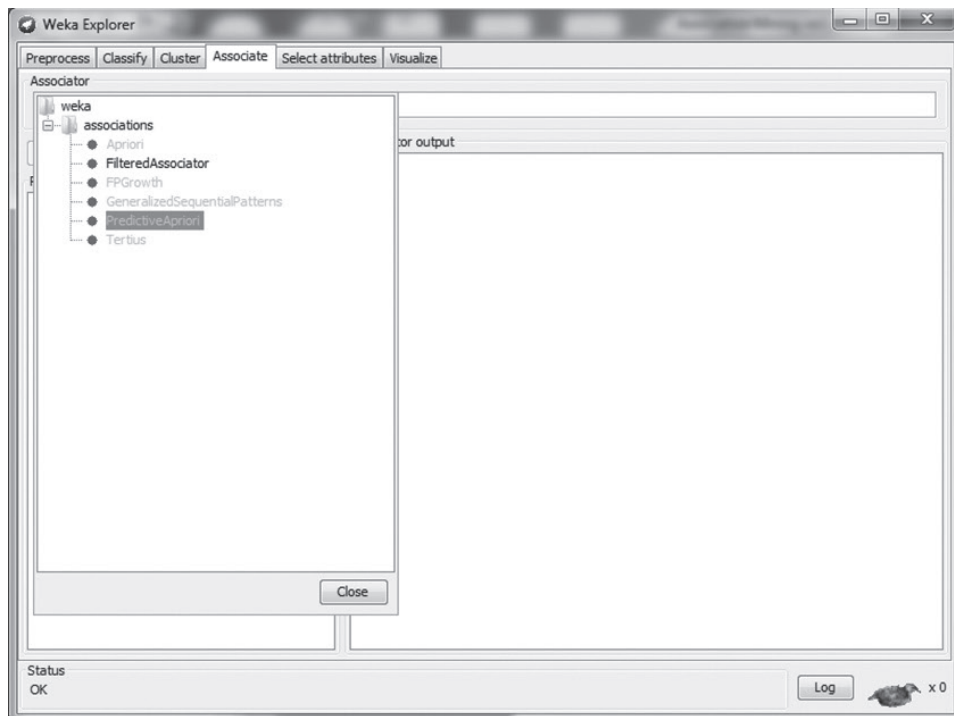 Weka Explorer
Preprocess Classify Cluster Associate Select attributes Visualize
Associator
weka
associations
Apriori
FilteredAssociator
FPGrowth
GeneralizedSequentialPatterns
PredictiveApriori
Tertius
tor output
Close
Status
OK
Log
x 0